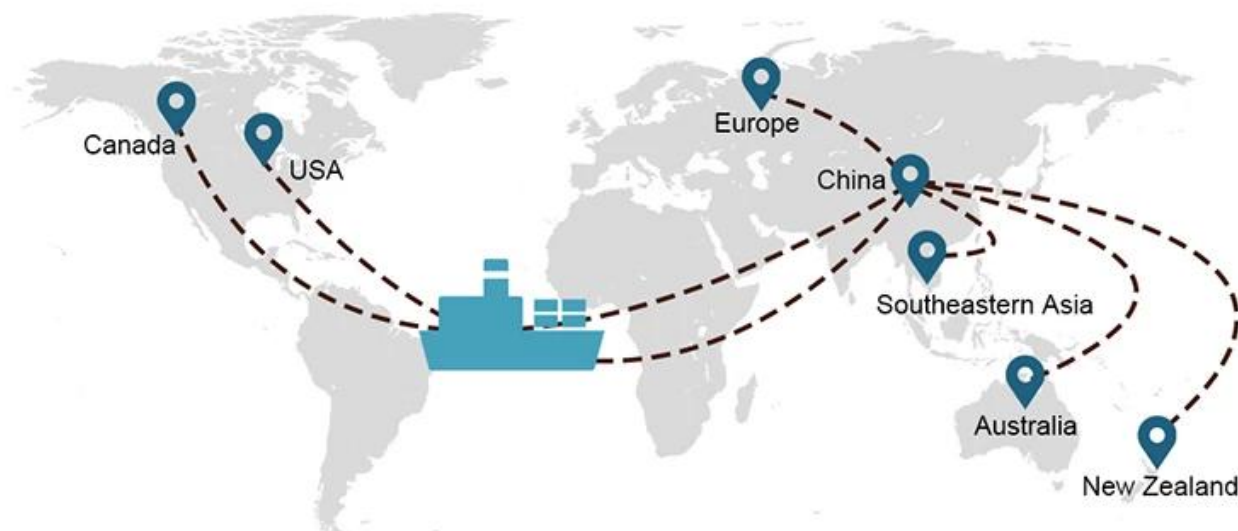 Canada
USA
Europe
China
Southeastern Asia
Australia
New Zealand